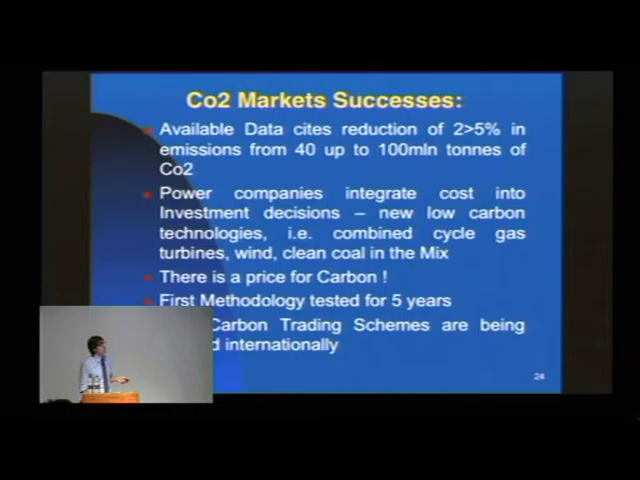 Co2 Markets Successes:
Available Data cites reduction of 2>5% in
emissions from 40 up to 100mln tonnes of
Co2
Power companies integrate cost into
Investment decisions – new low carbon
technologies, i.e. combined cycle gas
turbines, wind, clean coal in the Mix
There is a price for Carbon !
First Methodology tested for 5 years
Carbon Trading Schemes are being
internationally
24